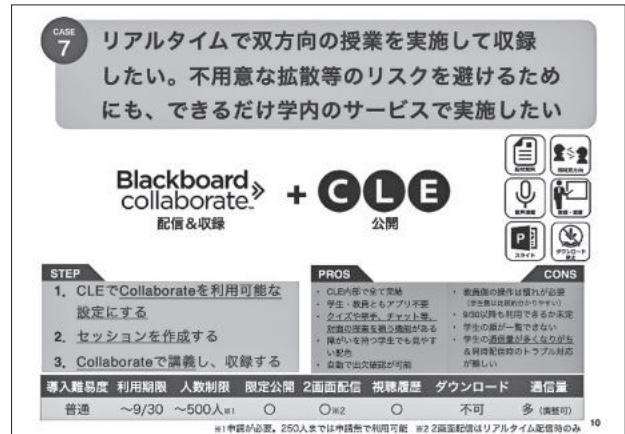 CASE
7
リアルタイムで双方向の授業を実施して収録
したい。不用意な拡散等のリスクを避けるため
にも、できるだけ学内のサービスで実施したい
Blackboard
collaborate™
配信&収録
+
CLE
公開
スライド
ダウンロード
STEP
1. CLEでCollaborateを利用可能な
設定にする
2. セッションを作成する
3. Collaborateで講義し、収録する
PROS
・ CLE内部で全て完結
・ 学生・教員ともアプリ不要
・ クイズや挙手、チャット等、
対面の授業を補う機能がある
・ 障がいを持つ学生でも見やす
い配色
・ 自動で出欠確認が可能
CONS
・ 教員側の操作は慣れが必要
(学生側は比較的分かりやすい)
・ 9/30以降も利用できるか未定
・ 学生の顔が一覧できない
・ 学生の通信量が多くなりがち
&同時配信時のトラブル対応
が難しい
導入難易度 利用期限 人数制限 限定公開 2画面配信 視聴履歴 ダウンロード 通信量
普通 〜9/30 〜500人※1 ○ ○※2 ○ 不可 多 (調整可)
※1申請が必要。250人までは申請無で利用可能 ※2 2画面配信はリアルタイム配信時のみ
10